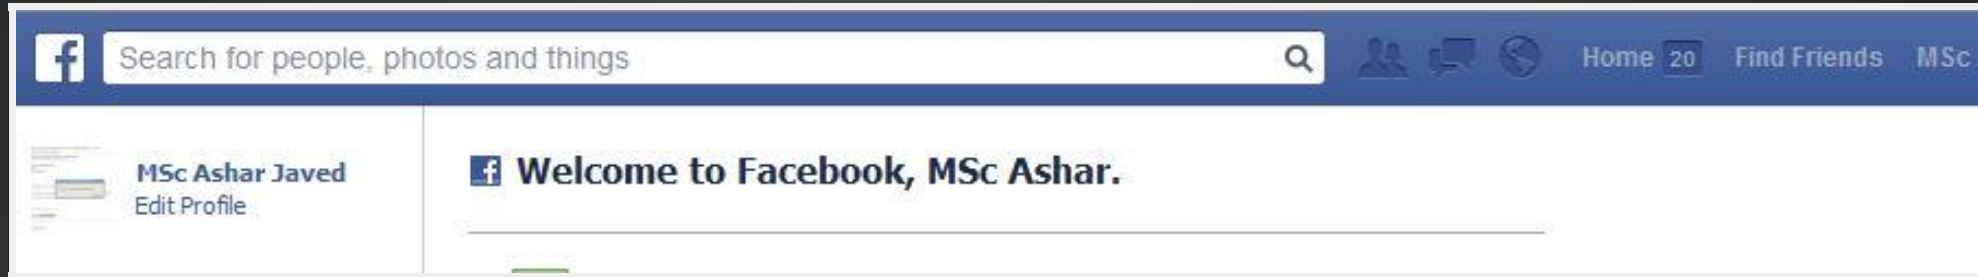 f Search for people, photos and things Home 20 Find Friends MSc
MSc Ashar Javed
Edit Profile
f Welcome to Facebook, MSc Ashar.